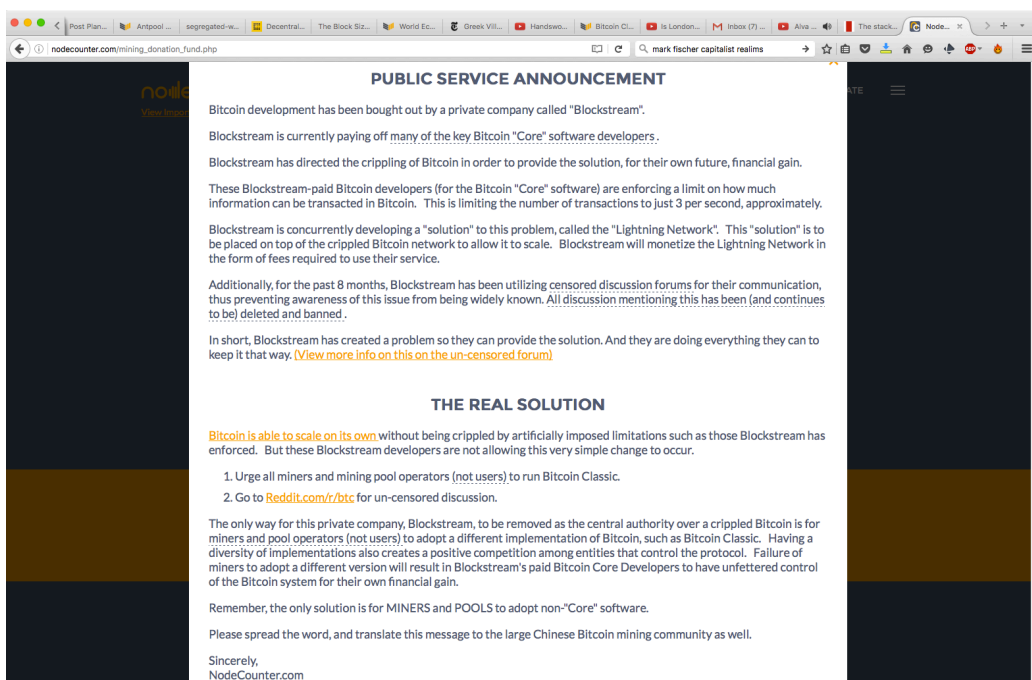 Post Plan...
Antpool ...
segregated-w...
Decentral...
The Block Siz...
World Ec...
Greek Vill...
Handswo...
Bitcoin Cl...
Is London...
Inbox (7) ...
Alva ...
The stack...
Node...
nodecounter.com/mining_donation_fund.php
mark fischer capitalist realims
ABP
node
ATE
View Impor
PUBLIC SERVICE ANNOUNCEMENT
Bitcoin development has been bought out by a private company called "Blockstream".
Blockstream is currently paying off many of the key Bitcoin "Core" software developers .
Blockstream has directed the crippling of Bitcoin in order to provide the solution, for their own future, financial gain.
These Blockstream-paid Bitcoin developers (for the Bitcoin "Core" software) are enforcing a limit on how much
information can be transacted in Bitcoin. This is limiting the number of transactions to just 3 per second, approximately.
Blockstream is concurrently developing a "solution" to this problem, called the "Lightning Network". This "solution" is to
be placed on top of the crippled Bitcoin network to allow it to scale. Blockstream will monetize the Lightning Network in
the form of fees required to use their service.
Additionally, for the past 8 months, Blockstream has been utilizing censored discussion forums for their communication,
thus preventing awareness of this issue from being widely known. All discussion mentioning this has been (and continues
to be) deleted and banned .
In short, Blockstream has created a problem so they can provide the solution. And they are doing everything they can to
keep it that way. (View more info on this on the un-censored forum)
THE REAL SOLUTION
Bitcoin is able to scale on its own without being crippled by artificially imposed limitations such as those Blockstream has
enforced. But these Blockstream developers are not allowing this very simple change to occur.
1. Urge all miners and mining pool operators (not users) to run Bitcoin Classic.
2. Go to Reddit.com/r/btc for un-censored discussion.
The only way for this private company, Blockstream, to be removed as the central authority over a crippled Bitcoin is for
miners and pool operators (not users) to adopt a different implementation of Bitcoin, such as Bitcoin Classic. Having a
diversity of implementations also creates a positive competition among entities that control the protocol. Failure of
miners to adopt a different version will result in Blockstream's paid Bitcoin Core Developers to have unfettered control
of the Bitcoin system for their own financial gain.
Remember, the only solution is for MINERS and POOLS to adopt non-"Core" software.
Please spread the word, and translate this message to the large Chinese Bitcoin mining community as well.
Sincerely,
NodeCounter.com